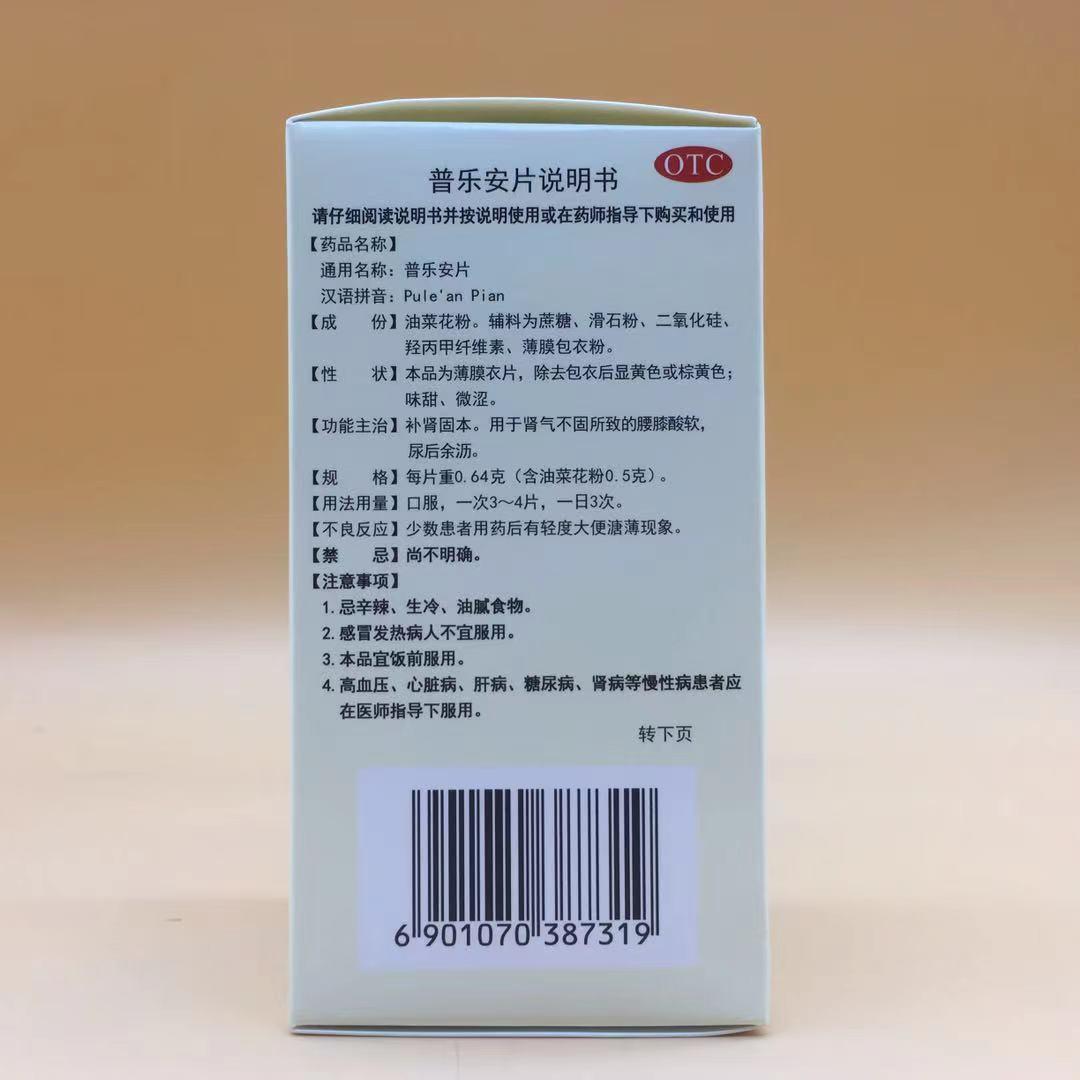 OTC
普乐安片说明书
请仔细阅读说明书并按说明使用或在药师指导下购买和使用
【药品名称】
通用名称：普乐安片
汉语拼音：Pule'an Pian
【成　　份】油菜花粉。辅料为蔗糖、滑石粉、二氧化硅、
羟丙甲纤维素、薄膜包衣粉。
【性　　状】本品为薄膜衣片，除去包衣后显黄色或棕黄色；
味甜、微涩。
【功能主治】补肾固本。用于肾气不固所致的腰膝酸软，
尿后余沥。
【规　　格】每片重0.64克（含油菜花粉0.5克）。
【用法用量】口服，一次3～4片，一日3次。
【不良反应】少数患者用药后有轻度大便溏薄现象。
【禁　　忌】尚不明确。
【注意事项】
1.忌辛辣、生冷、油腻食物。
2.感冒发热病人不宜服用。
3.本品宜饭前服用。
4.高血压、心脏病、肝病、糖尿病、肾病等慢性病患者应
在医师指导下服用。
转下页
6 901070 387319